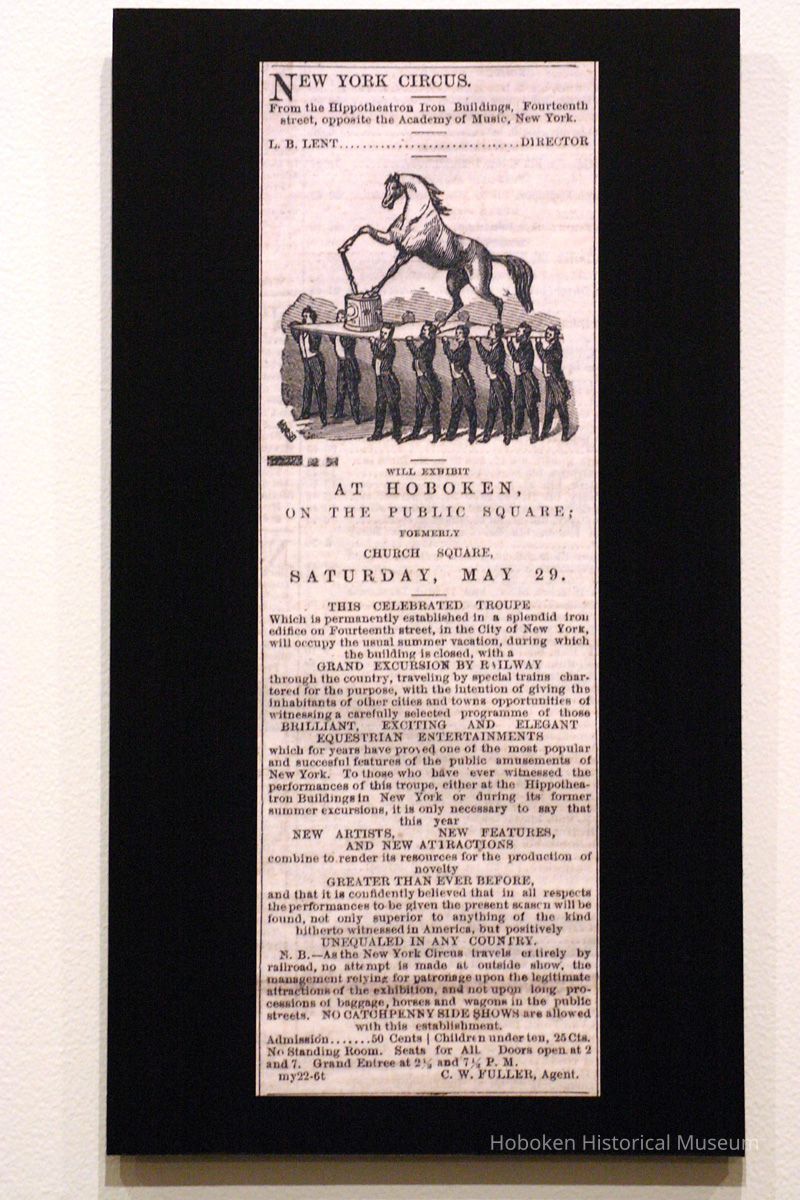 NEW YORK CIRCUS.
From the Hippotheatron Iron Buildings, Fourteenth
street, opposite the Academy of Music, New York.
L. B. LENT..............................DIRECTOR
WILL EXHIBIT
AT HOBOKEN,
ON THE PUBLIC SQUARE;
FORMERLY
CHURCH SQUARE,
SATURDAY, MAY 29.
THIS CELEBRATED TROUPE
Which is permanently established in a splendid iron
edifice on Fourteenth street, in the City of New York,
will occupy the usual summer vacation, during which
the building is closed, with a
GRAND EXCURSION BY RAILWAY
through the country, traveling by special trains char-
tered for the purpose, with the intention of giving the
inhabitants of other cities and towns opportunities of
witnessing a carefully selected programme of those
BRILLIANT, EXCITING AND ELEGANT
EQUESTRIAN ENTERTAINMENTS
which for years have proved one of the most popular
and succesful features of the public amusements of
New York. To those who have ever witnessed the
performances of this troupe, either at the Hippothea-
tron Buildings in New York or during its former
summer excursions, it is only necessary to say that
this year
NEW ARTISTS, NEW FEATURES,
AND NEW ATTRACTIONS
combine to render its resources for the production of
novelty
GREATER THAN EVER BEFORE,
and that it is confidently believed that in all respects
the performances to be given the present season will be
found, not only superior to anything of the kind
hitherto witnessed in America, but positively
UNEQUALED IN ANY COUNTRY.
N. B.—As the New York Circus travels entirely by
railroad, no attempt is made at outside show, the
management relying for patronage upon the legitimate
attractions of the exhibition, and not upon long pro-
cessions of baggage, horses and wagons in the public
streets. NO CATCHPENNY SIDE SHOWS are allowed
with this establishment.
Admission.......50 Cents | Children under ten, 25 Cts.
No Standing Room. Seats for All. Doors open at 2
and 7. Grand Entree at 2½ and 7½ P. M.
my22-6t C. W. FULLER, Agent.
Hoboken Historical Museum